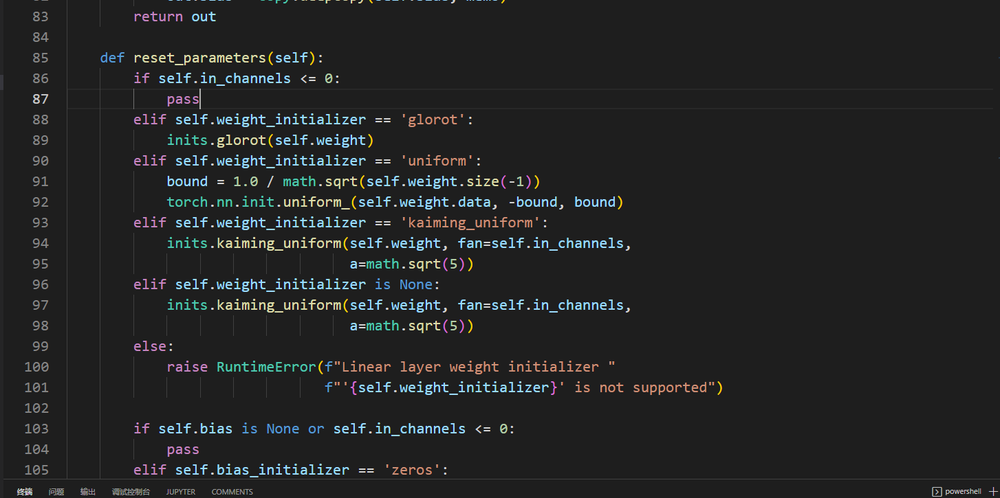 82 out.bias = copy.deepcopy(self.bias, memo)
83 return out
84
85 def reset_parameters(self):
86 if self.in_channels <= 0:
87 pass
88 elif self.weight_initializer == 'glorot':
89 inits.glorot(self.weight)
90 elif self.weight_initializer == 'uniform':
91 bound = 1.0 / math.sqrt(self.weight.size(-1))
92 torch.nn.init.uniform_(self.weight.data, -bound, bound)
93 elif self.weight_initializer == 'kaiming_uniform':
94 inits.kaiming_uniform(self.weight, fan=self.in_channels,
95 a=math.sqrt(5))
96 elif self.weight_initializer is None:
97 inits.kaiming_uniform(self.weight, fan=self.in_channels,
98 a=math.sqrt(5))
99 else:
100 raise RuntimeError(f"Linear layer weight initializer "
101 f"'{self.weight_initializer}' is not supported")
102
103 if self.bias is None or self.in_channels <= 0:
104 pass
105 elif self.bias_initializer == 'zeros':
终端 问题 输出 调试控制台 JUPYTER COMMENTS powershell